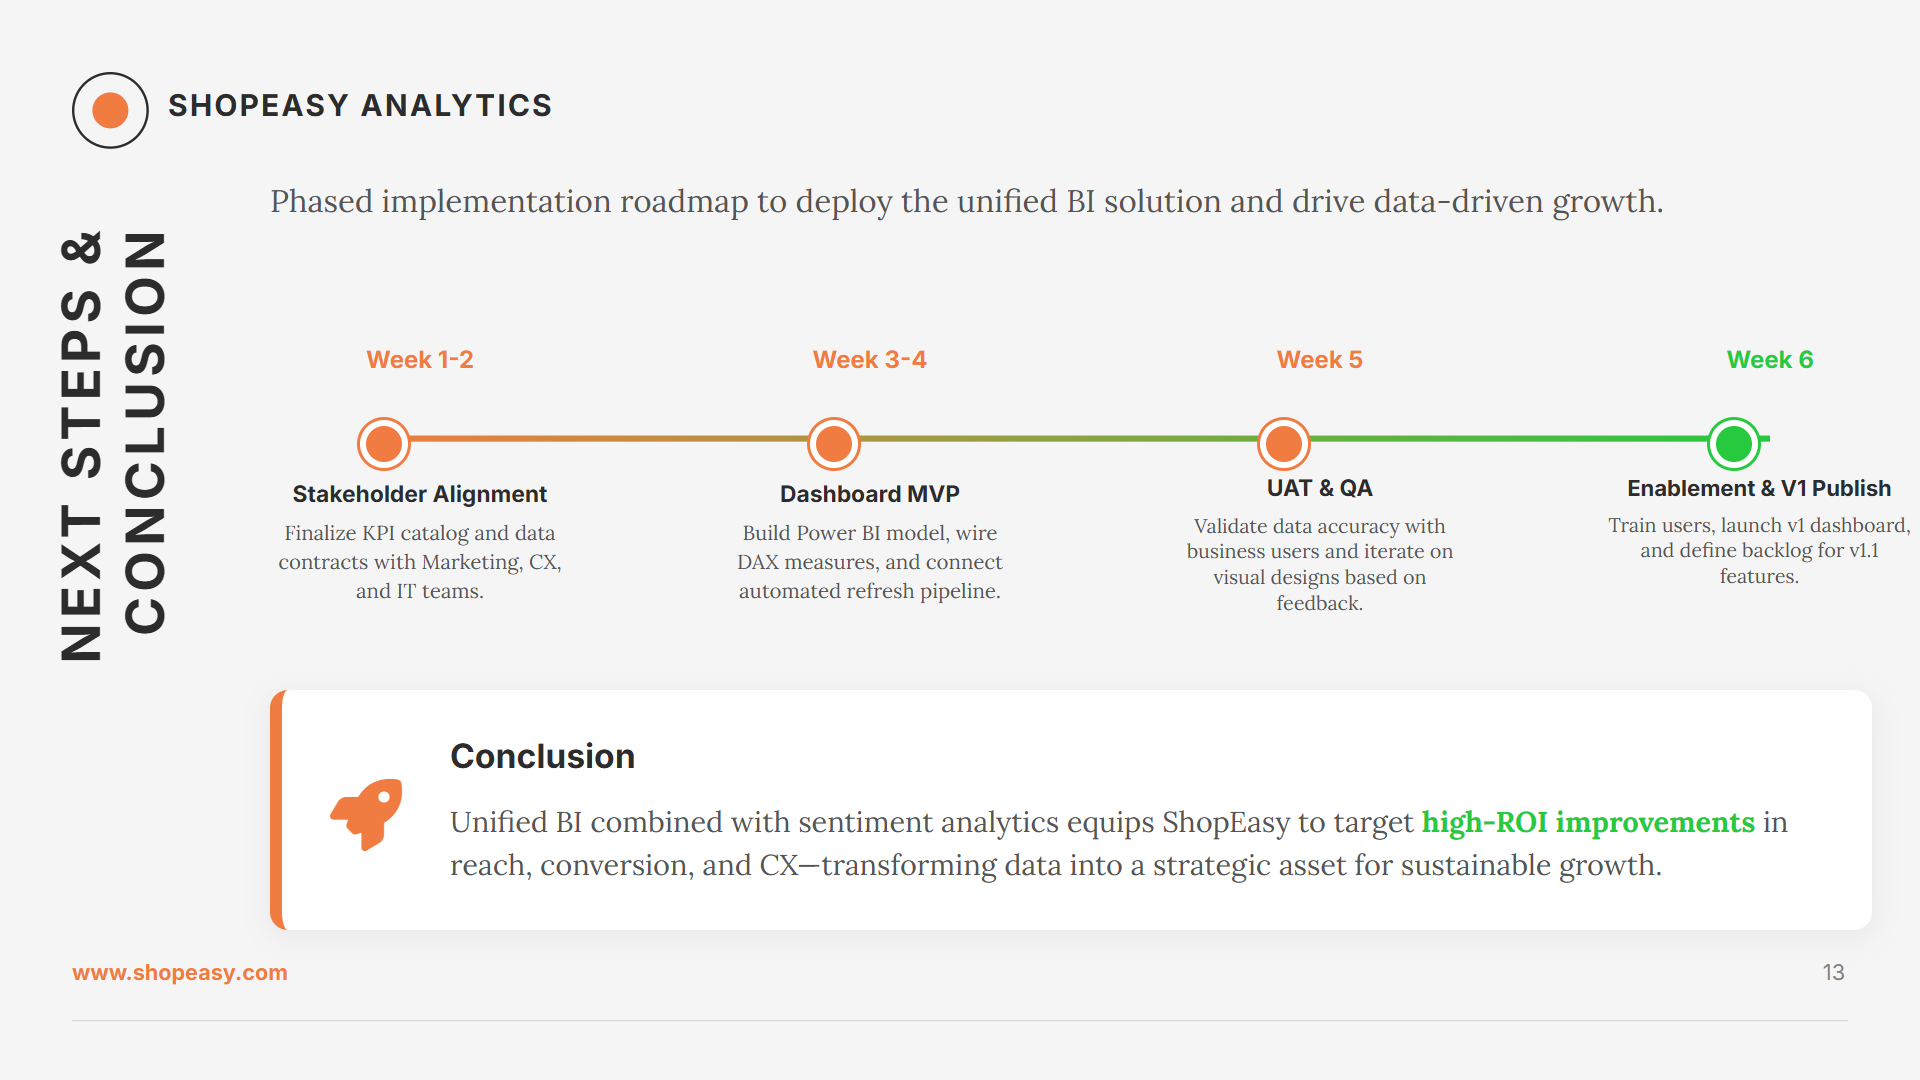 SHOPEASY ANALYTICS
NEXT STEPS &
CONCLUSION
Phased implementation roadmap to deploy the unified BI solution and drive data-driven growth.
Week 1-2
Stakeholder Alignment
Finalize KPI catalog and data
contracts with Marketing, CX,
and IT teams.
Week 3-4
Dashboard MVP
Build Power BI model, wire
DAX measures, and connect
automated refresh pipeline.
Week 5
UAT & QA
Validate data accuracy with
business users and iterate on
visual designs based on
feedback.
Week 6
Enablement & V1 Publish
Train users, launch v1 dashboard,
and define backlog for v1.1
features.
Conclusion
Unified BI combined with sentiment analytics equips ShopEasy to target high-ROI improvements in
reach, conversion, and CX—transforming data into a strategic asset for sustainable growth.
www.shopeasy.com
13